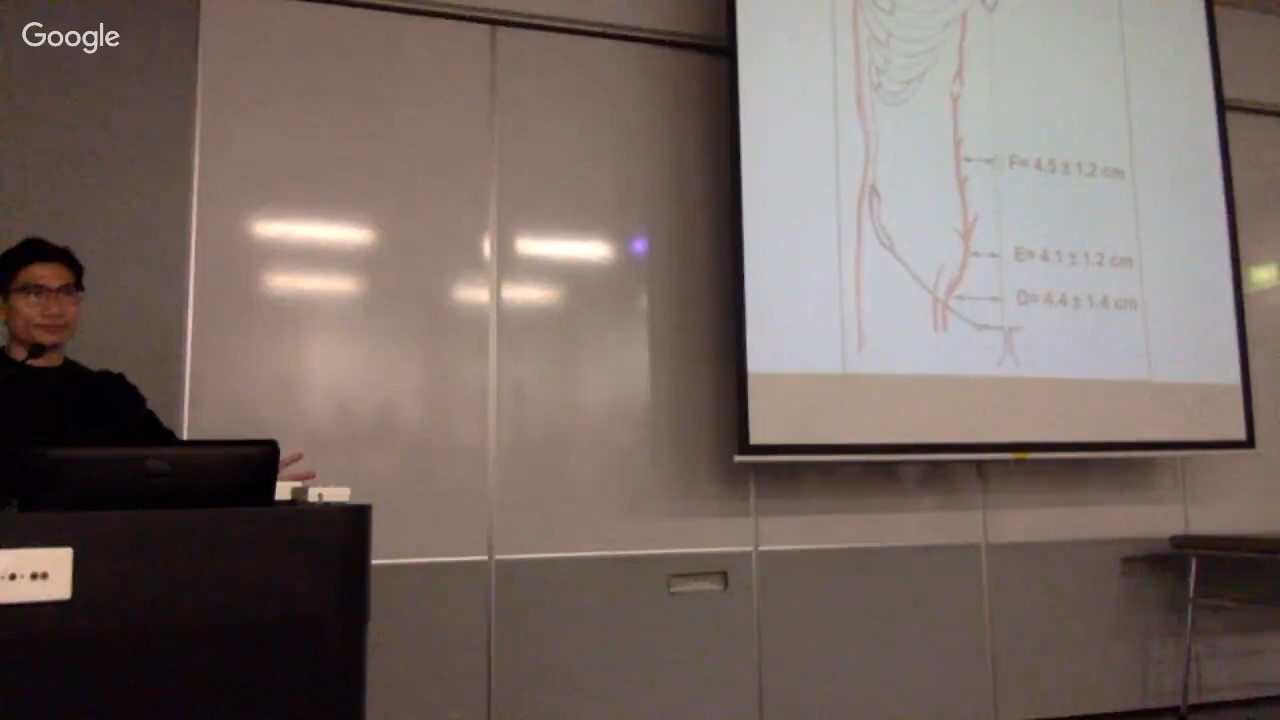 Google
F= 4.5 ± 1.2 cm
E= 4.1 ± 1.2 cm
D= 4.4 ± 1.4 cm